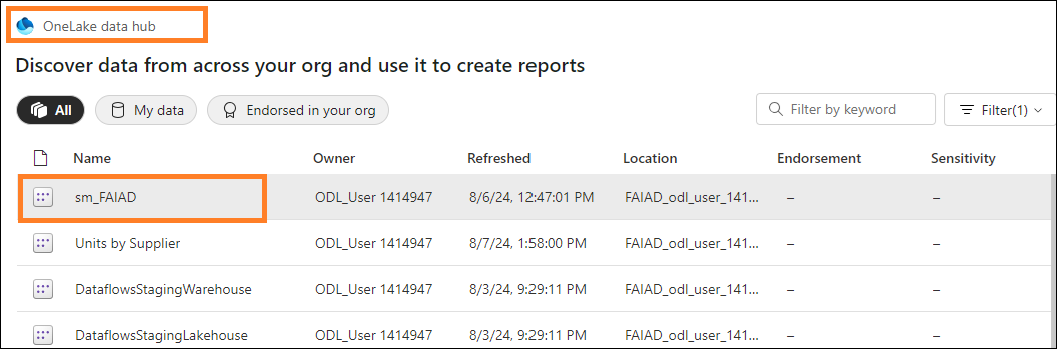 OneLake data hub
Discover data from across your org and use it to create reports
All My data Endorsed in your org Filter by keyword Filter(1)
Name Owner Refreshed Location Endorsement Sensitivity
sm_FAIAD ODL_User 1414947 8/6/24, 12:47:01 PM FAIAD_odl_user_141... – –
Units by Supplier ODL_User 1414947 8/7/24, 1:58:00 PM FAIAD_odl_user_141... – –
DataflowsStagingWarehouse ODL_User 1414947 8/3/24, 9:29:11 PM FAIAD_odl_user_141... – –
DataflowsStagingLakehouse ODL_User 1414947 8/3/24, 9:29:11 PM FAIAD_odl_user_141... – –